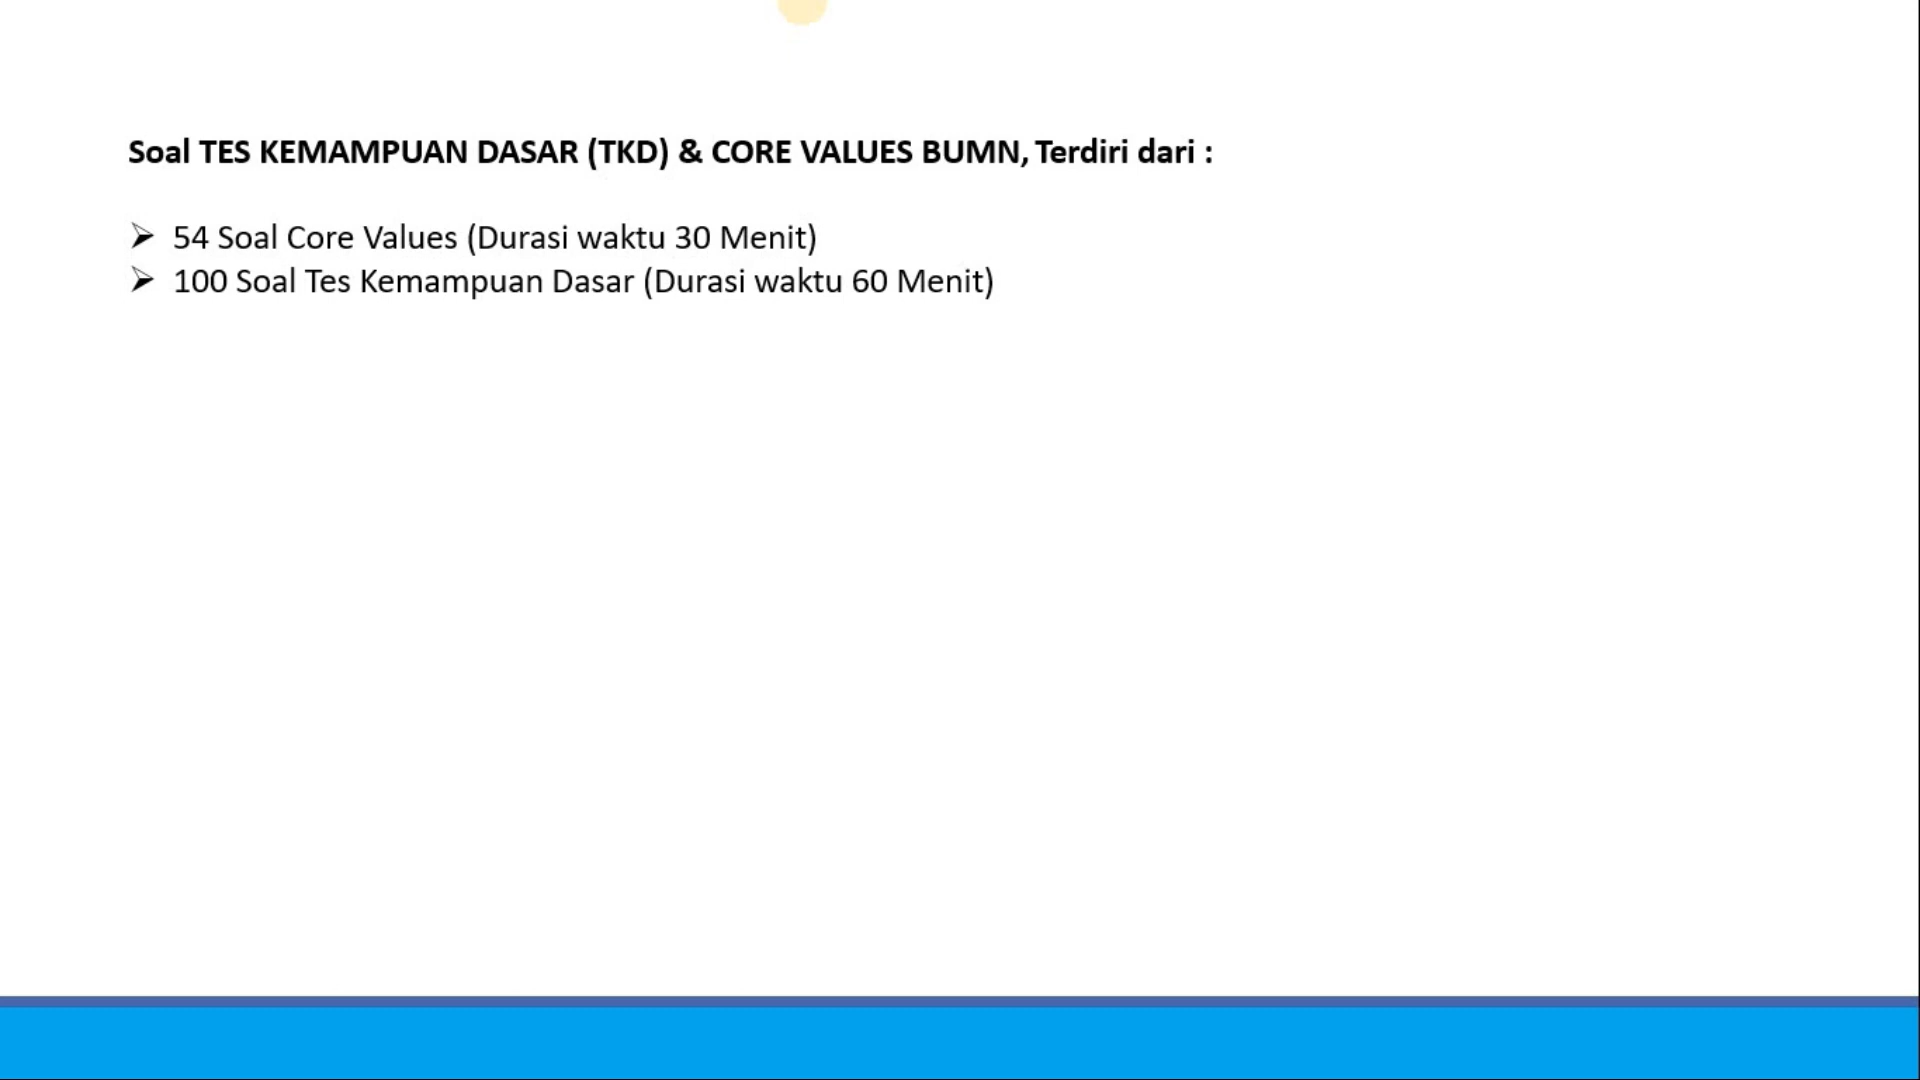 Soal TES KEMAMPUAN DASAR (TKD) & CORE VALUES BUMN, Terdiri dari :
➢ 54 Soal Core Values (Durasi waktu 30 Menit)
➢ 100 Soal Tes Kemampuan Dasar (Durasi waktu 60 Menit)